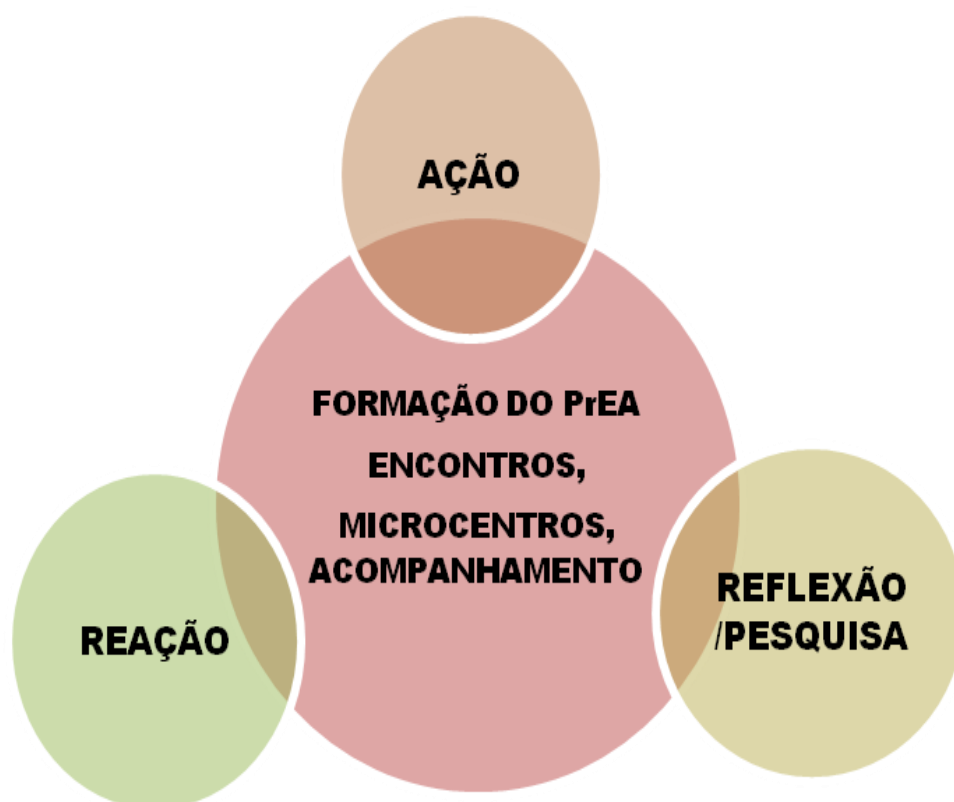 AÇÃO
FORMAÇÃO DO PrEA
ENCONTROS,
MICROCENTROS,
ACOMPANHAMENTO
REFLEXÃO
/PESQUISA
REAÇÃO